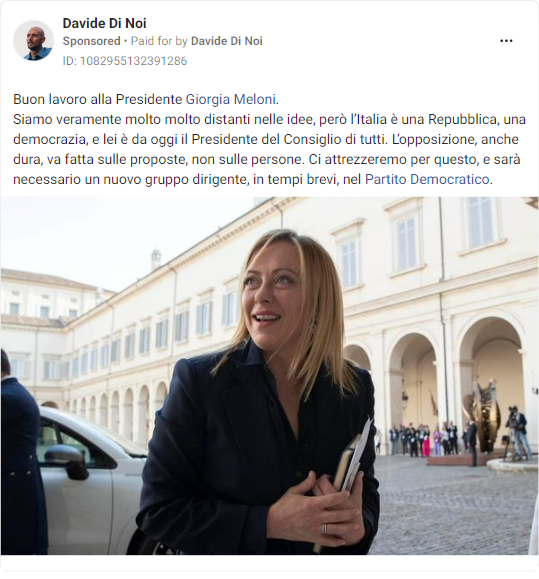 Davide Di Noi
Sponsored • Paid for by Davide Di Noi
ID: 1082955132391286
Buon lavoro alla Presidente Giorgia Meloni.
Siamo veramente molto molto distanti nelle idee, però l’Italia è una Repubblica, una
democrazia, e lei è da oggi il Presidente del Consiglio di tutti. L’opposizione, anche
dura, va fatta sulle proposte, non sulle persone. Ci attrezzeremo per questo, e sarà
necessario un nuovo gruppo dirigente, in tempi brevi, nel Partito Democratico.